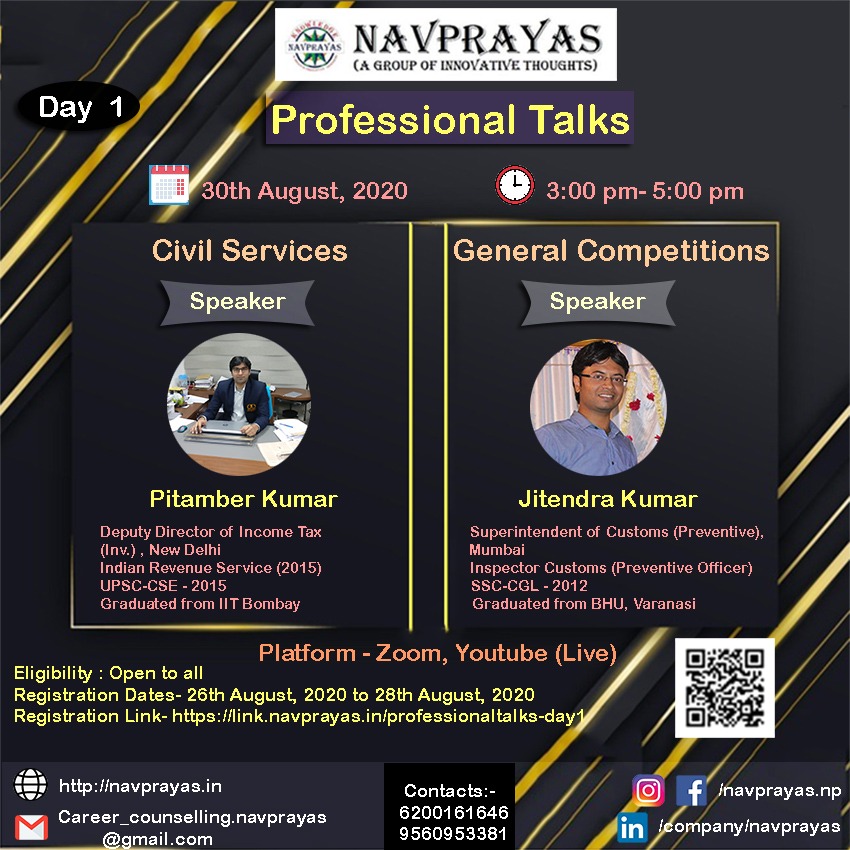 KNOWLEDGE
NAVPRAYAS
NAVPRAYAS
(A GROUP OF INNOVATIVE THOUGHTS)
Day 1
Professional Talks
30th August, 2020
3:00 pm- 5:00 pm
Civil Services
Speaker
Pitamber Kumar
Deputy Director of Income Tax
(Inv.) , New Delhi
Indian Revenue Service (2015)
UPSC-CSE - 2015
Graduated from IIT Bombay
General Competitions
Speaker
Jitendra Kumar
Superintendent of Customs (Preventive),
Mumbai
Inspector Customs (Preventive Officer)
SSC-CGL - 2012
Graduated from BHU, Varanasi
Platform - Zoom, Youtube (Live)
Eligibility : Open to all
Registration Dates- 26th August, 2020 to 28th August, 2020
Registration Link- https://link.navprayas.in/professionaltalks-day1
http://navprayas.in
Career_counselling.navprayas
@gmail.com
Contacts:-
6200161646
9560953381
/navprayas.np
in /company/navprayas